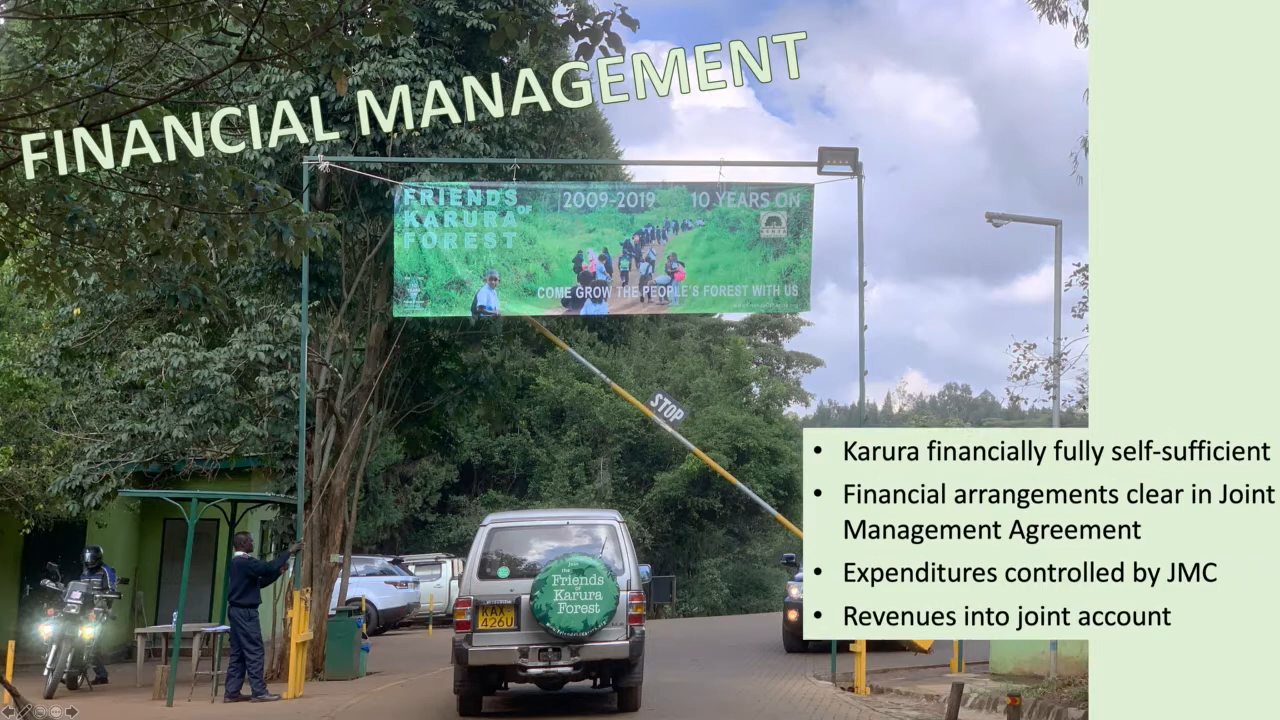 FINANCIAL MANAGEMENT
FRIENDS
OF
KARURA
FOREST
2009-2019 10 YEARS ON
COME GROW THE PEOPLE'S FOREST WITH US
STOP
join
the
Friends
of
Karura
Forest
KAX
426U
• Karura financially fully self-sufficient
• Financial arrangements clear in Joint
Management Agreement
• Expenditures controlled by JMC
• Revenues into joint account